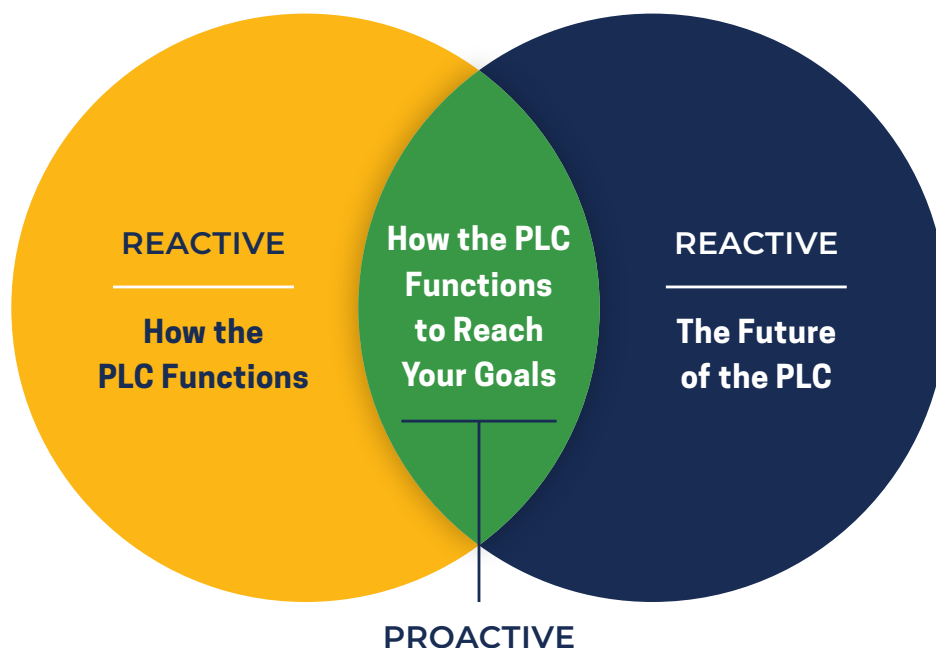 REACTIVE
How the
PLC Functions
How the PLC
Functions
to Reach
Your Goals
REACTIVE
The Future
of the PLC
PROACTIVE